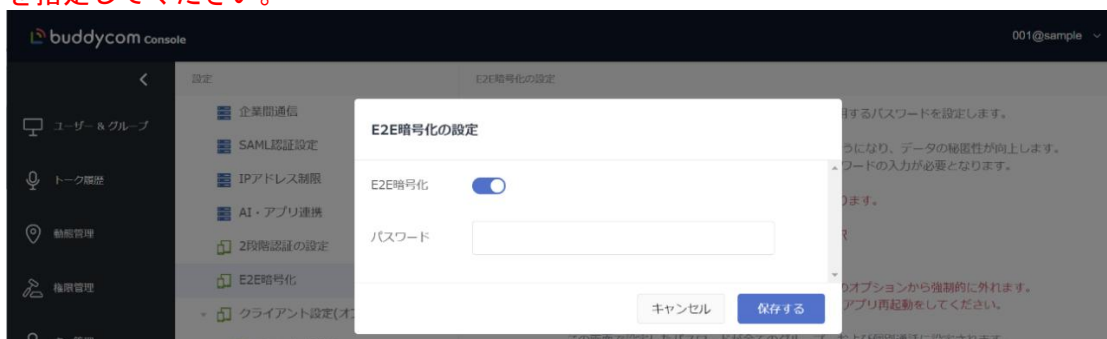 を指定してください。
buddycom Console
001@sample
設定
E2E暗号化の設定
ユーザー & グループ
トーク履歴
動態管理
権限管理
企業間通信
SAML認証設定
IPアドレス制限
AI・アプリ連携
2段階認証の設定
E2E暗号化
クライアント設定(オ
E2E暗号化の設定
E2E暗号化
パスワード
キャンセル
保存する
するパスワードを設定します。
うになり、データの秘匿性が向上します。
ワードの入力が必要となります。
ります。
のオプションから強制的に外れます。
アプリ再起動をしてください。